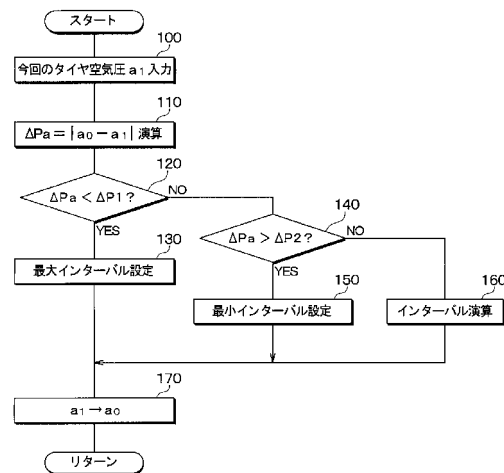 スタート
100
今回のタイヤ空気圧 a1 入力
110
ΔPa = |a0 − a1| 演算
120
ΔPa < ΔP1 ?
NO
YES
140
ΔPa > ΔP2 ?
NO
YES
130
最大インターバル設定
150
最小インターバル設定
160
インターバル演算
170
a1 → a0
リターン